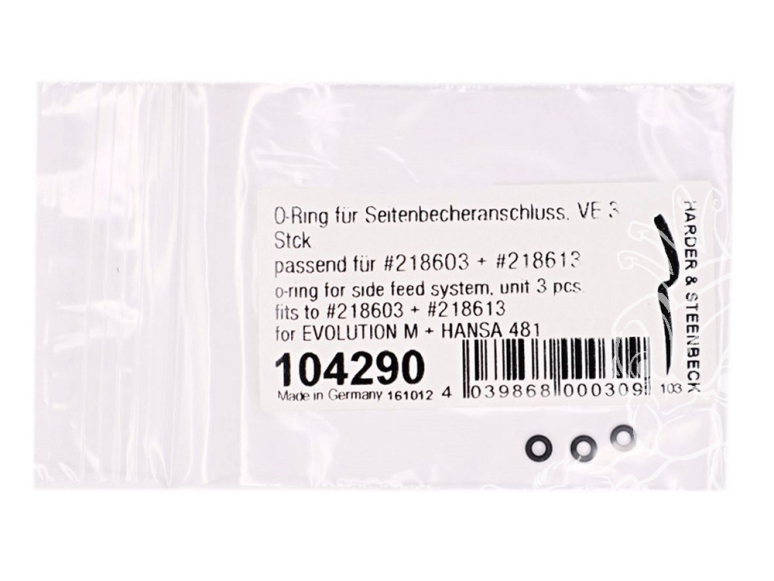 O-Ring für Seitenbecheranschluss, VE 3
Stck
passend für #218603 + #218613
o-ring for side feed system, unit 3 pcs
fits to #218603 + #218613
for EVOLUTION M + HANSA 481
104290
Made in Germany 161012
4 039868 000309
103
HARDER & STEENBECK